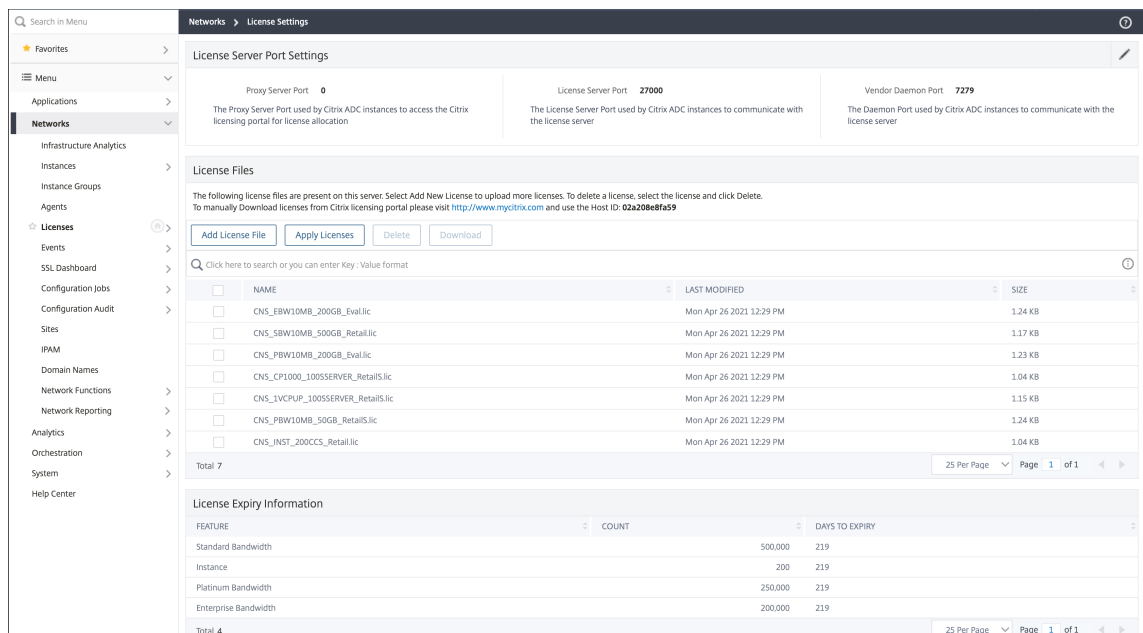 Search in Menu
Favorites
Menu
Applications
Networks
Infrastructure Analytics
Instances
Instance Groups
Agents
Licenses
Events
SSL Dashboard
Configuration Jobs
Configuration Audit
Sites
IPAM
Domain Names
Network Functions
Network Reporting
Analytics
Orchestration
System
Help Center
Networks > License Settings
License Server Port Settings
Proxy Server Port 0
The Proxy Server Port used by Citrix ADC instances to access the Citrix
licensing portal for license allocation
License Server Port 27000
The License Server Port used by Citrix ADC instances to communicate with
the license server
Vendor Daemon Port 7279
The Daemon Port used by Citrix ADC instances to communicate with the
license server
License Files
The following license files are present on this server. Select Add New License to upload more licenses. To delete a license, select the license and click Delete.
To manually Download licenses from Citrix licensing portal please visit http://www.mycitrix.com and use the Host ID: 02a208e8fa59
Add License File Apply Licenses Delete Download
Click here to search or you can enter Key : Value format
NAME LAST MODIFIED SIZE
CNS_EBW10MB_200GB_Eval.lic Mon Apr 26 2021 12:29 PM 1.24 KB
CNS_SBW10MB_500GB_Retail.lic Mon Apr 26 2021 12:29 PM 1.17 KB
CNS_PBW10MB_200GB_Eval.lic Mon Apr 26 2021 12:29 PM 1.23 KB
CNS_CP1000_100SSERVER_RetailS.lic Mon Apr 26 2021 12:29 PM 1.04 KB
CNS_1VCPUP_100SSERVER_RetailS.lic Mon Apr 26 2021 12:29 PM 1.15 KB
CNS_PBW10MB_50GB_RetailS.lic Mon Apr 26 2021 12:29 PM 1.24 KB
CNS_INST_200CCS_Retail.lic Mon Apr 26 2021 12:29 PM 1.04 KB
Total 7 25 Per Page Page 1 of 1
License Expiry Information
FEATURE COUNT DAYS TO EXPIRY
Standard Bandwidth 500,000 219
Instance 200 219
Platinum Bandwidth 250,000 219
Enterprise Bandwidth 200,000 219
Total 4 25 Per Page Page 1 of 1